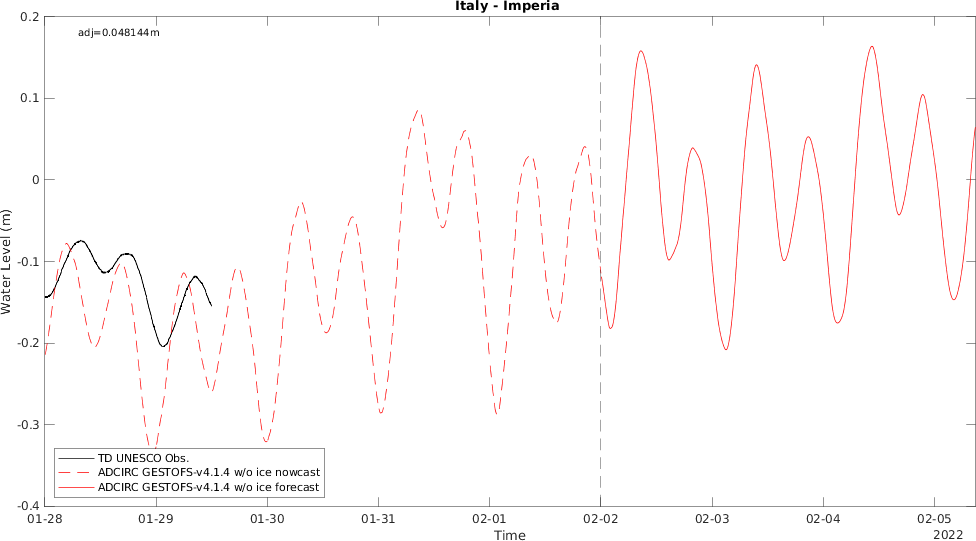 Italy - Imperia
adj=0.048144m
0.2
0.1
0
-0.1
-0.2
-0.3
-0.4
Water Level (m)
TD UNESCO Obs.
ADCIRC GESTOFS-v4.1.4 w/o ice nowcast
ADCIRC GESTOFS-v4.1.4 w/o ice forecast
01-28 01-29 01-30 01-31 02-01 02-02 02-03 02-04 02-05
Time
2022